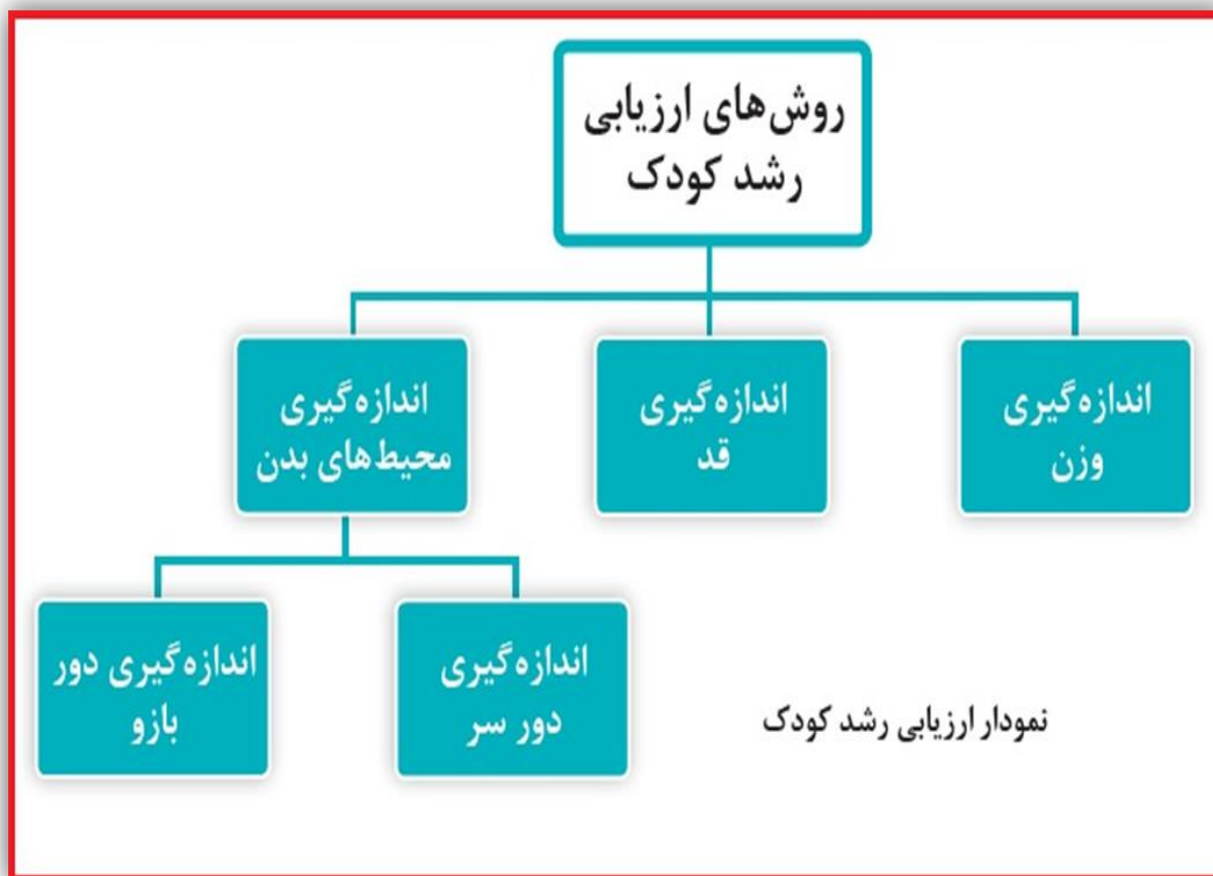 روش‌های ارزیابی
رشد کودک
اندازه‌گیری
وزن
اندازه‌گیری
قد
اندازه‌گیری
محیط‌های بدن
اندازه‌گیری
دور سر
اندازه‌گیری دور
بازو
نمودار ارزیابی رشد کودک